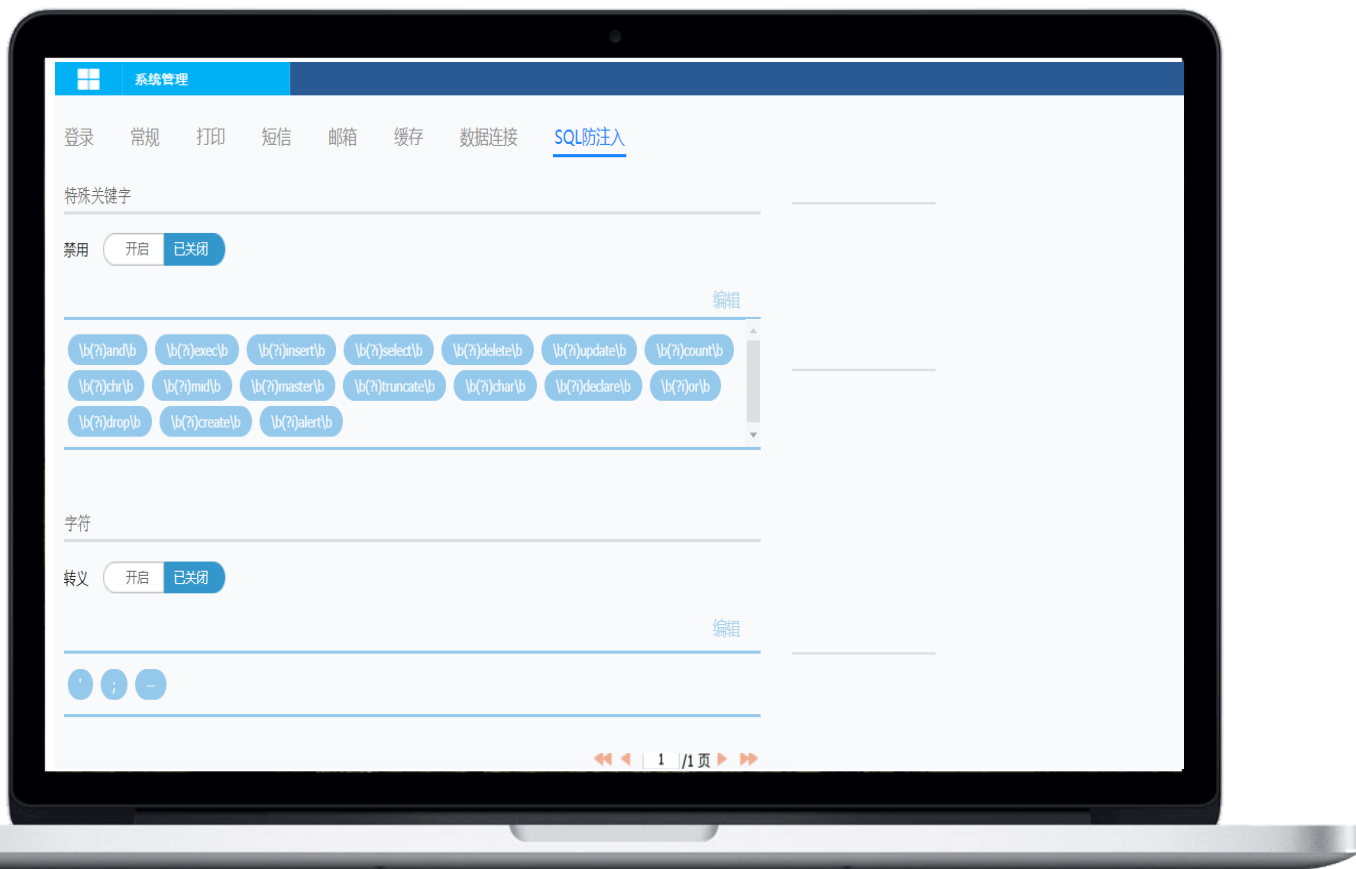 系统管理
登录 常规 打印 短信 邮箱 缓存 数据连接 SQL防注入
特殊关键字
禁用 开启 已关闭
编辑
\b(?i)and\b \b(?i)exec\b \b(?i)insert\b \b(?i)select\b \b(?i)delete\b \b(?i)update\b \b(?i)count\b
\b(?i)chr\b \b(?i)mid\b \b(?i)master\b \b(?i)truncate\b \b(?i)char\b \b(?i)declare\b \b(?i)or\b
\b(?i)drop\b \b(?i)create\b \b(?i)alert\b
字符
转义 开启 已关闭
编辑
' ; --
1 /1 页